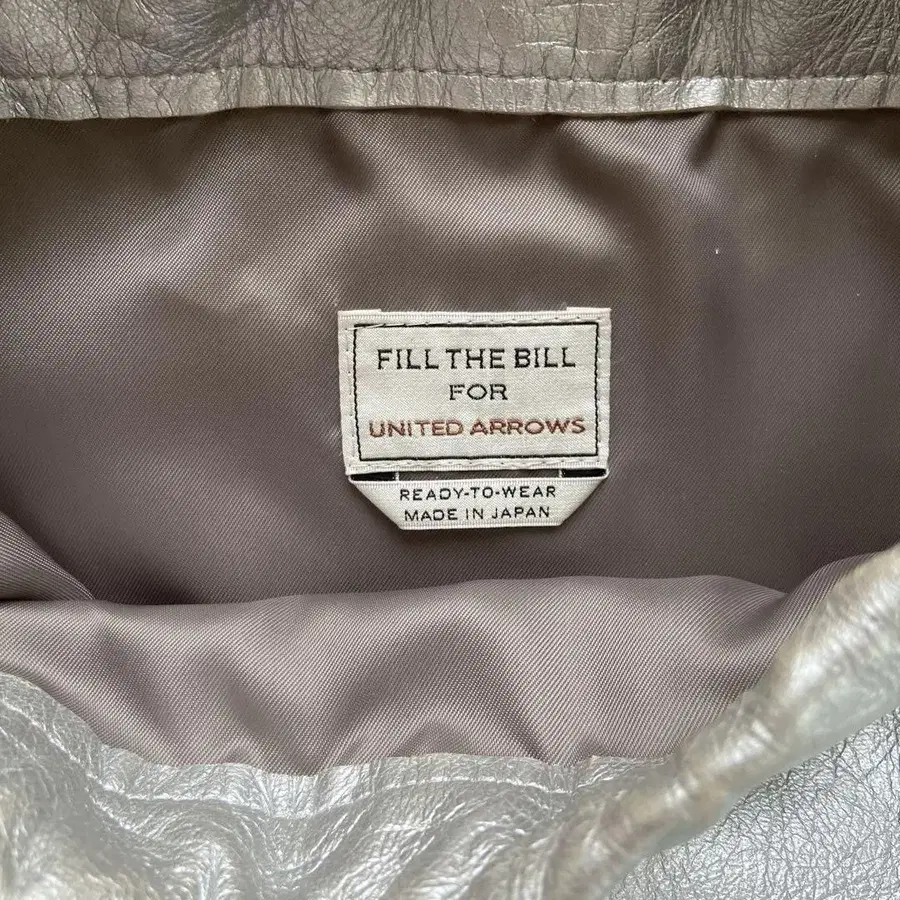 FILL THE BILL
FOR
UNITED ARROWS
READY-TO-WEAR
MADE IN JAPAN